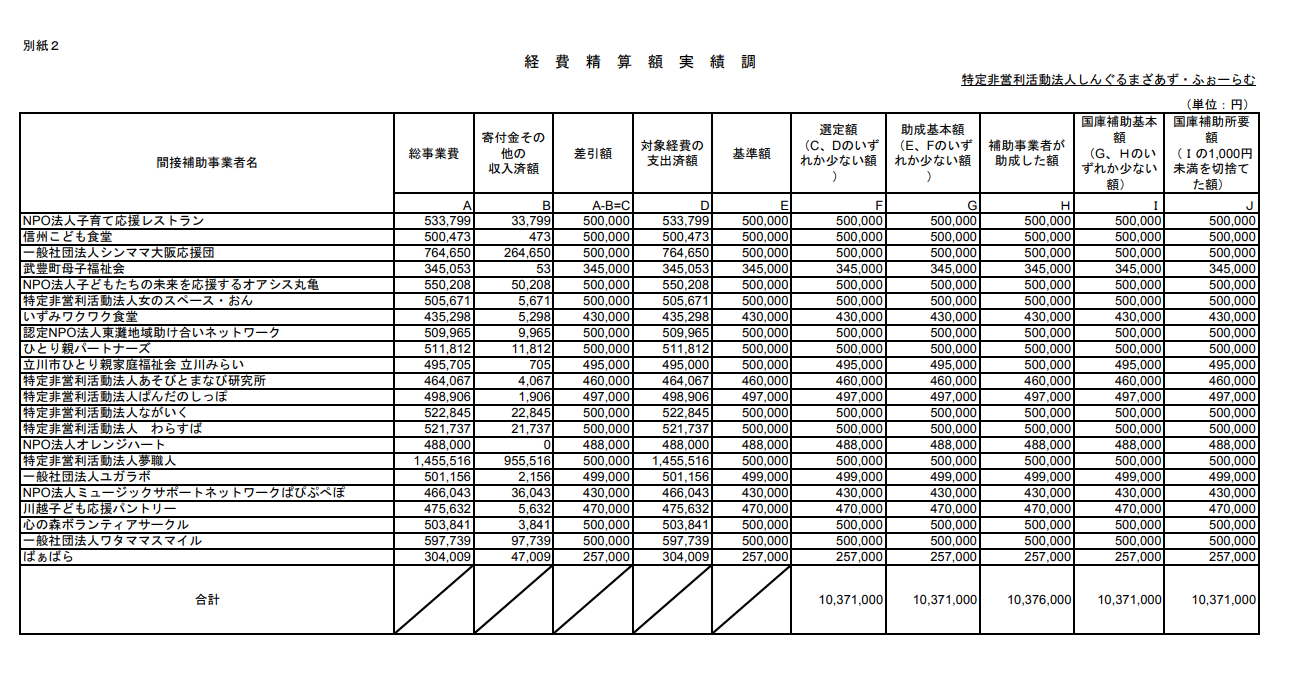 別紙２
経費精算額実績調
特定非営利活動法人しんぐるまざあず・ふぉーらむ
（単位：円）
間接補助事業者名 総事業費 寄付金その他の収入済額 差引額 対象経費の支出済額 基準額 選定額（C、Dのいずれか少ない額） 助成基本額（E、Fのいずれか少ない額） 補助事業者が助成した額 国庫補助基本額（G、Hのいずれか少ない額） 国庫補助所要額（Ｉの1,000円未満を切捨てた額）
A B A-B=C D E F G H I J
NPO法人子育て応援レストラン 533,799 33,799 500,000 533,799 500,000 500,000 500,000 500,000 500,000 500,000
信州こども食堂 500,473 473 500,000 500,473 500,000 500,000 500,000 500,000 500,000 500,000
一般社団法人シンママ大阪応援団 764,650 264,650 500,000 764,650 500,000 500,000 500,000 500,000 500,000 500,000
武豊町母子福祉会 345,053 53 345,000 345,053 345,000 345,000 345,000 345,000 345,000 345,000
NPO法人子どもたちの未来を応援するオアシス丸亀 550,208 50,208 500,000 550,208 500,000 500,000 500,000 500,000 500,000 500,000
特定非営利活動法人女のスペース・おん 505,671 5,671 500,000 505,671 500,000 500,000 500,000 500,000 500,000 500,000
いずみワクワク食堂 435,298 5,298 430,000 435,298 430,000 430,000 430,000 430,000 430,000 430,000
認定NPO法人東灘地域助け合いネットワーク 509,965 9,965 500,000 509,965 500,000 500,000 500,000 500,000 500,000 500,000
ひとり親パートナーズ 511,812 11,812 500,000 511,812 500,000 500,000 500,000 500,000 500,000 500,000
立川市ひとり親家庭福祉会 立川みらい 495,705 705 495,000 495,000 500,000 495,000 495,000 500,000 495,000 495,000
特定非営利活動法人あそびとまなび研究所 464,067 4,067 460,000 464,067 460,000 460,000 460,000 460,000 460,000 460,000
特定非営利活動法人ぱんだのしっぽ 498,906 1,906 497,000 498,906 497,000 497,000 497,000 497,000 497,000 497,000
特定非営利活動法人ながいく 522,845 22,845 500,000 522,845 500,000 500,000 500,000 500,000 500,000 500,000
特定非営利活動法人　わらすば 521,737 21,737 500,000 521,737 500,000 500,000 500,000 500,000 500,000 500,000
NPO法人オレンジハート 488,000 0 488,000 488,000 488,000 488,000 488,000 488,000 488,000 488,000
特定非営利活動法人夢職人 1,455,516 955,516 500,000 1,455,516 500,000 500,000 500,000 500,000 500,000 500,000
一般社団法人ユガラボ 501,156 2,156 499,000 501,156 499,000 499,000 499,000 499,000 499,000 499,000
NPO法人ミュージックサポートネットワークぱぴぷぺぽ 466,043 36,043 430,000 466,043 430,000 430,000 430,000 430,000 430,000 430,000
川越子ども応援パントリー 475,632 5,632 470,000 475,632 470,000 470,000 470,000 470,000 470,000 470,000
心の森ボランティアサークル 503,841 3,841 500,000 503,841 500,000 500,000 500,000 500,000 500,000 500,000
一般社団法人ワタママスマイル 597,739 97,739 500,000 597,739 500,000 500,000 500,000 500,000 500,000 500,000
ぱぁぱら 304,009 47,009 257,000 304,009 257,000 257,000 257,000 257,000 257,000 257,000
合計 10,371,000 10,371,000 10,376,000 10,371,000 10,371,000